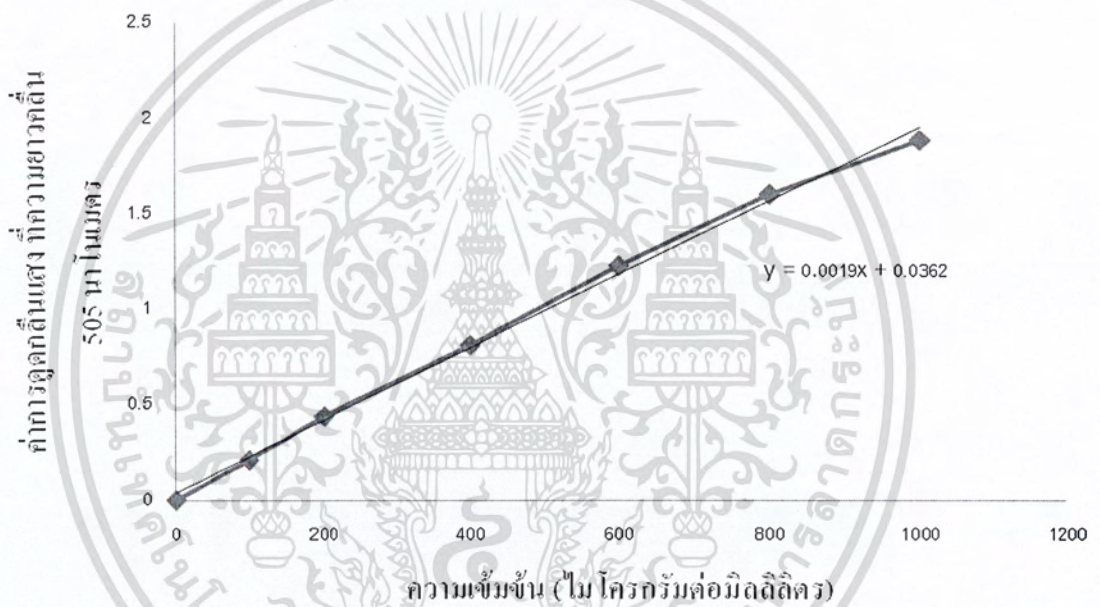 2.5
2
1.5
1
0.5
0
ค่าการดูดกลืนแสง ที่ความยาวคลื่น
505 นาโนเมตร
y = 0.0019x + 0.0362
0 200 400 600 800 1000 1200
ความเข้มข้น (ไมโครกรัมต่อมิลลิลิตร)